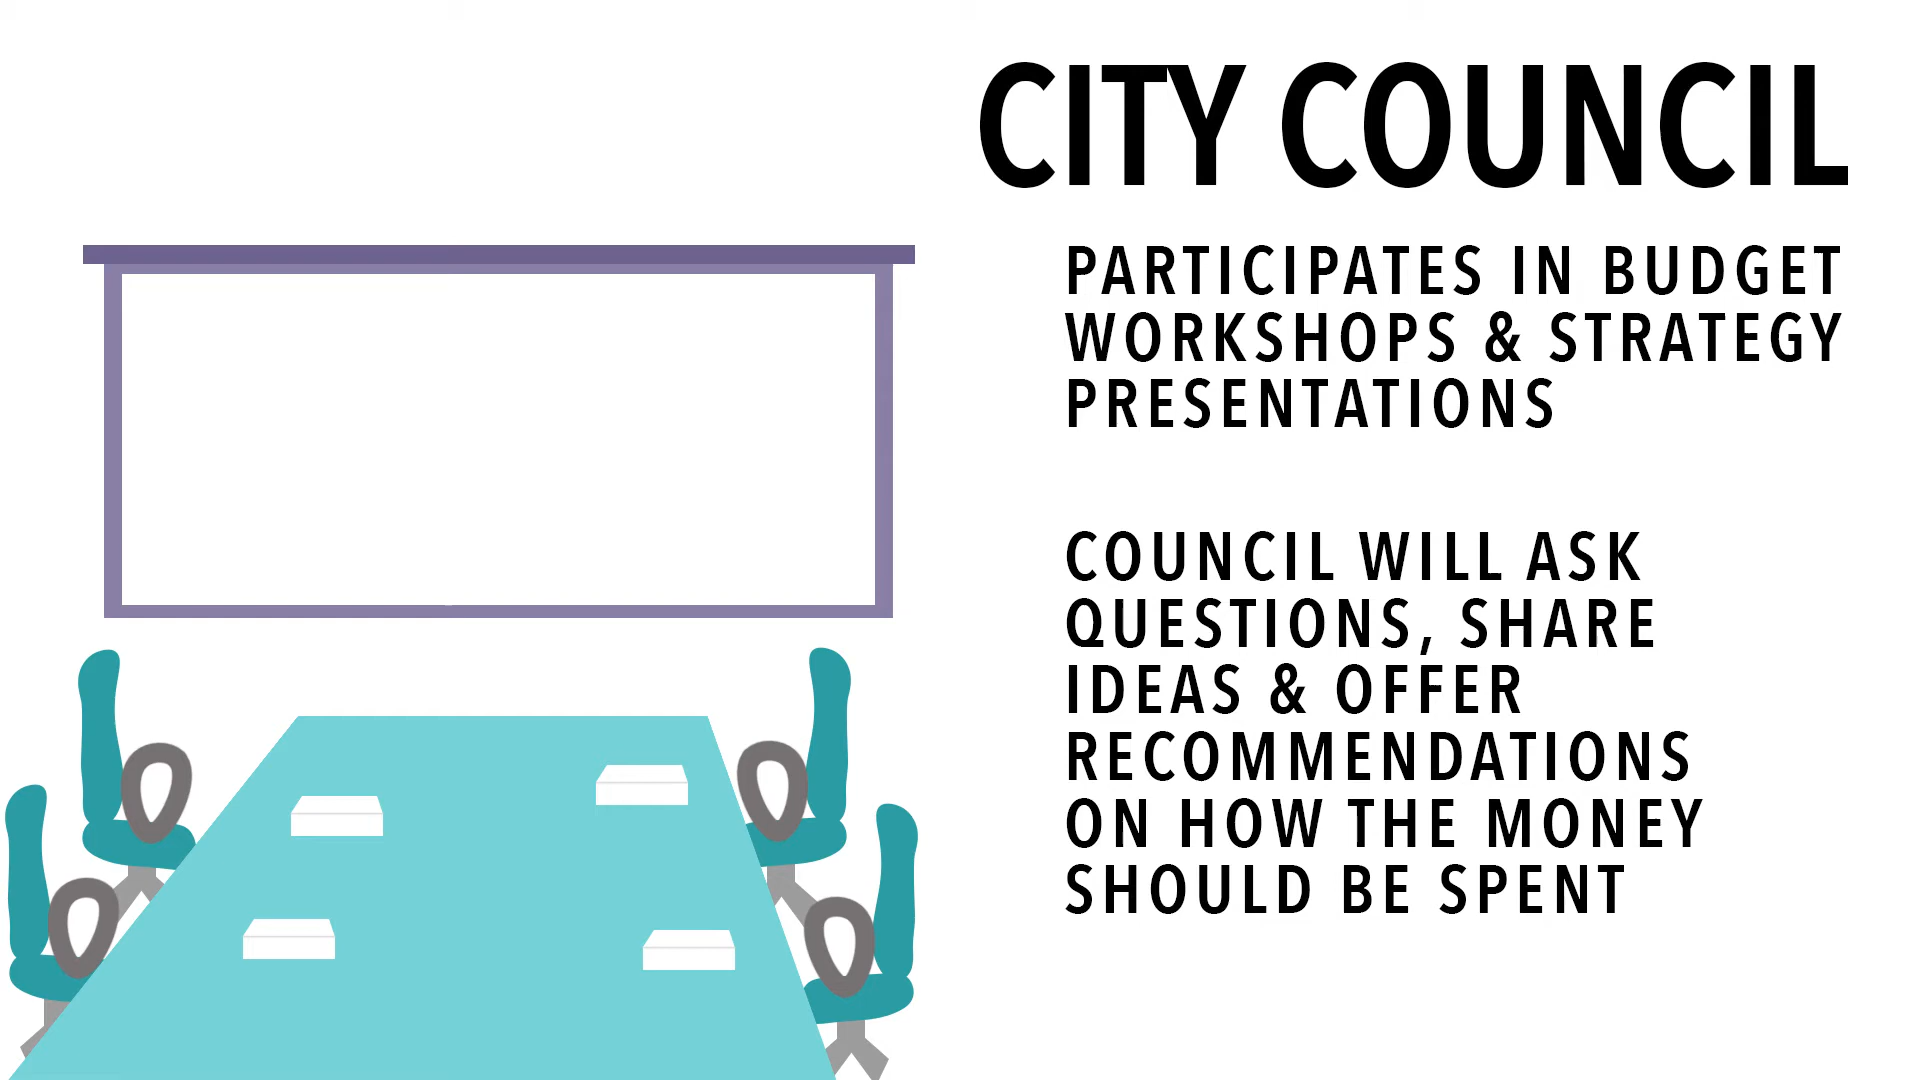 CITY COUNCIL
PARTICIPATES IN BUDGET
WORKSHOPS & STRATEGY
PRESENTATIONS
COUNCIL WILL ASK
QUESTIONS, SHARE
IDEAS & OFFER
RECOMMENDATIONS
ON HOW THE MONEY
SHOULD BE SPENT